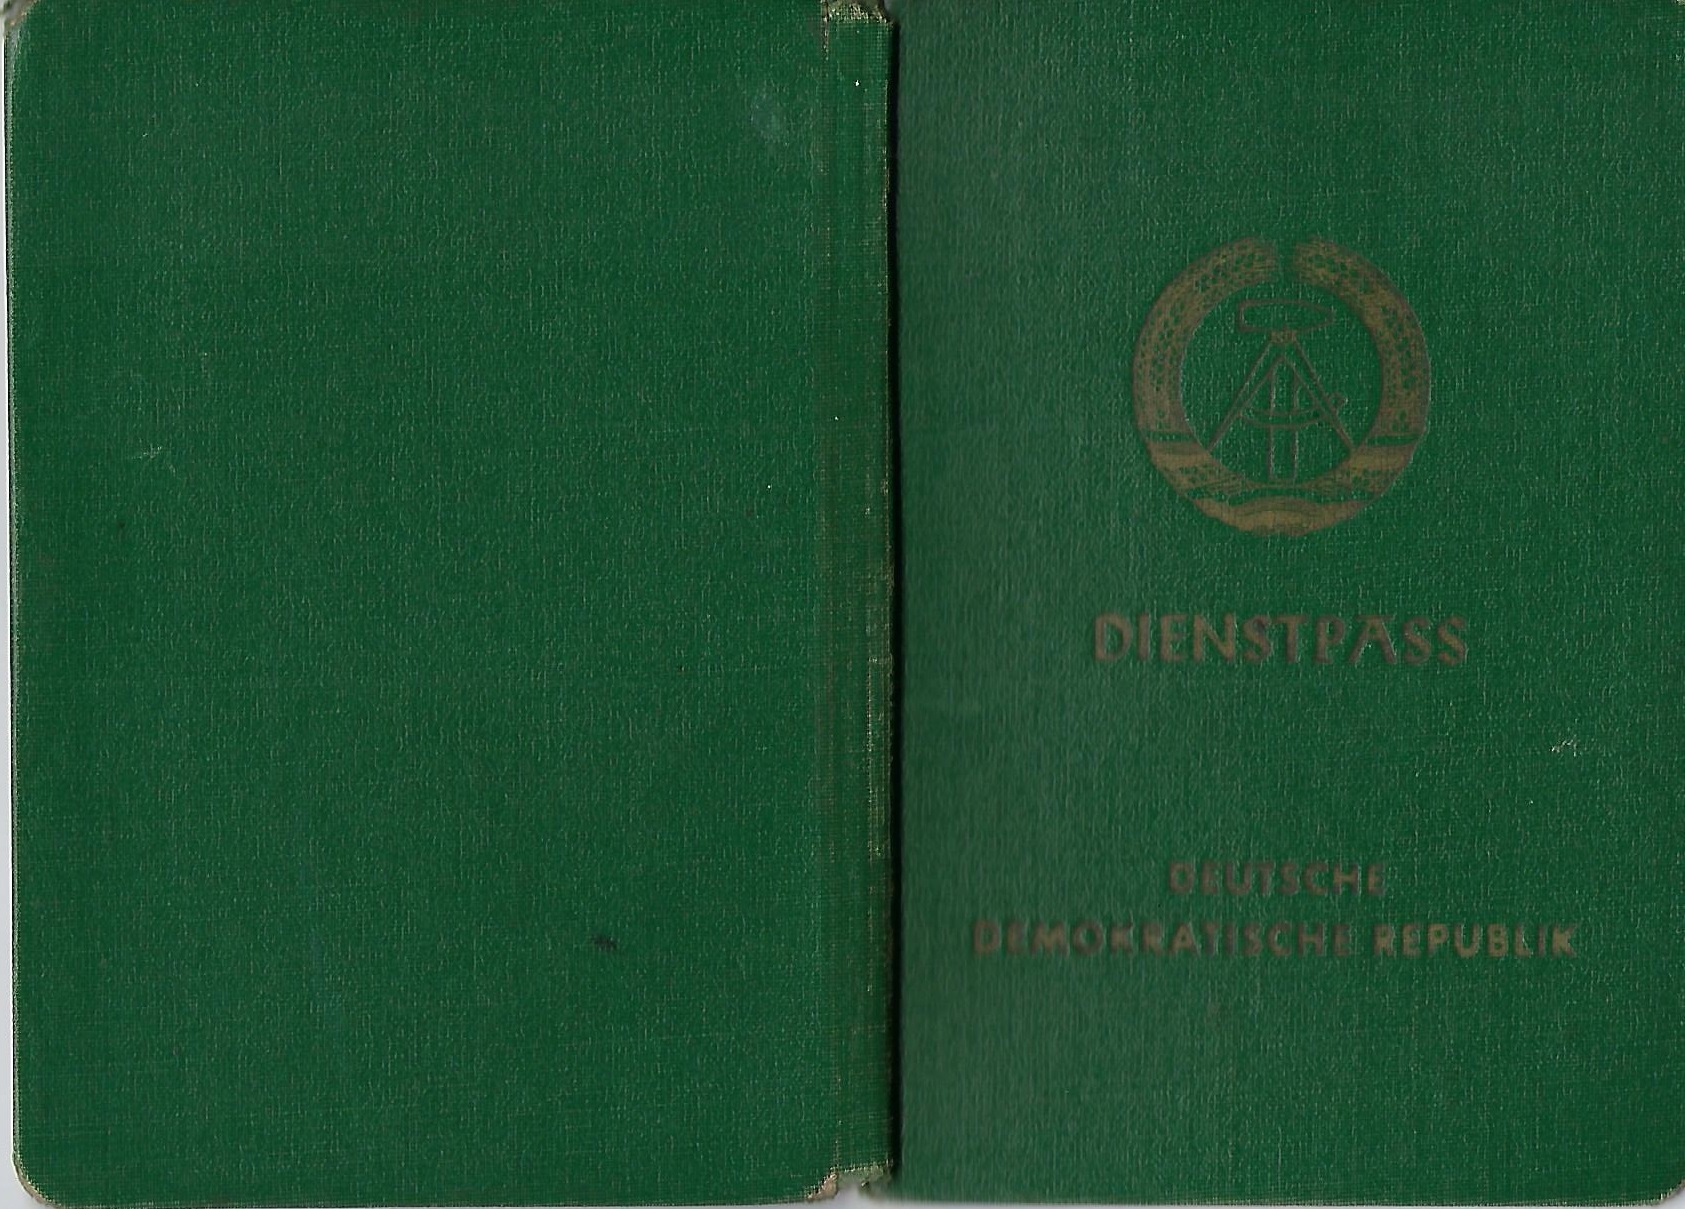 DIENSTPASS
DEUTSCHE
DEMOKRATISCHE REPUBLIK